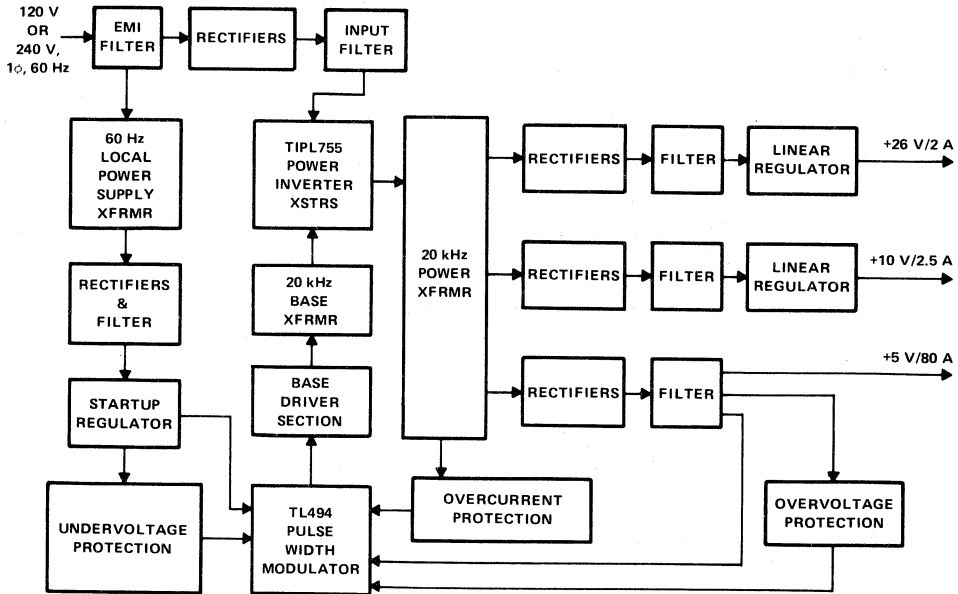 120 V
OR
240 V,
1ϕ, 60 Hz
EMI
FILTER
RECTIFIERS
INPUT
FILTER
60 Hz
LOCAL
POWER
SUPPLY
XFRMR
TIPL755
POWER
INVERTER
XSTRS
20 kHz
POWER
XFRMR
RECTIFIERS
FILTER
LINEAR
REGULATOR
+26 V/2 A
RECTIFIERS
&
FILTER
20 kHz
BASE
XFRMR
RECTIFIERS
FILTER
LINEAR
REGULATOR
+10 V/2.5 A
STARTUP
REGULATOR
BASE
DRIVER
SECTION
RECTIFIERS
FILTER
+5 V/80 A
UNDERVOLTAGE
PROTECTION
TL494
PULSE
WIDTH
MODULATOR
OVERCURRENT
PROTECTION
OVERVOLTAGE
PROTECTION